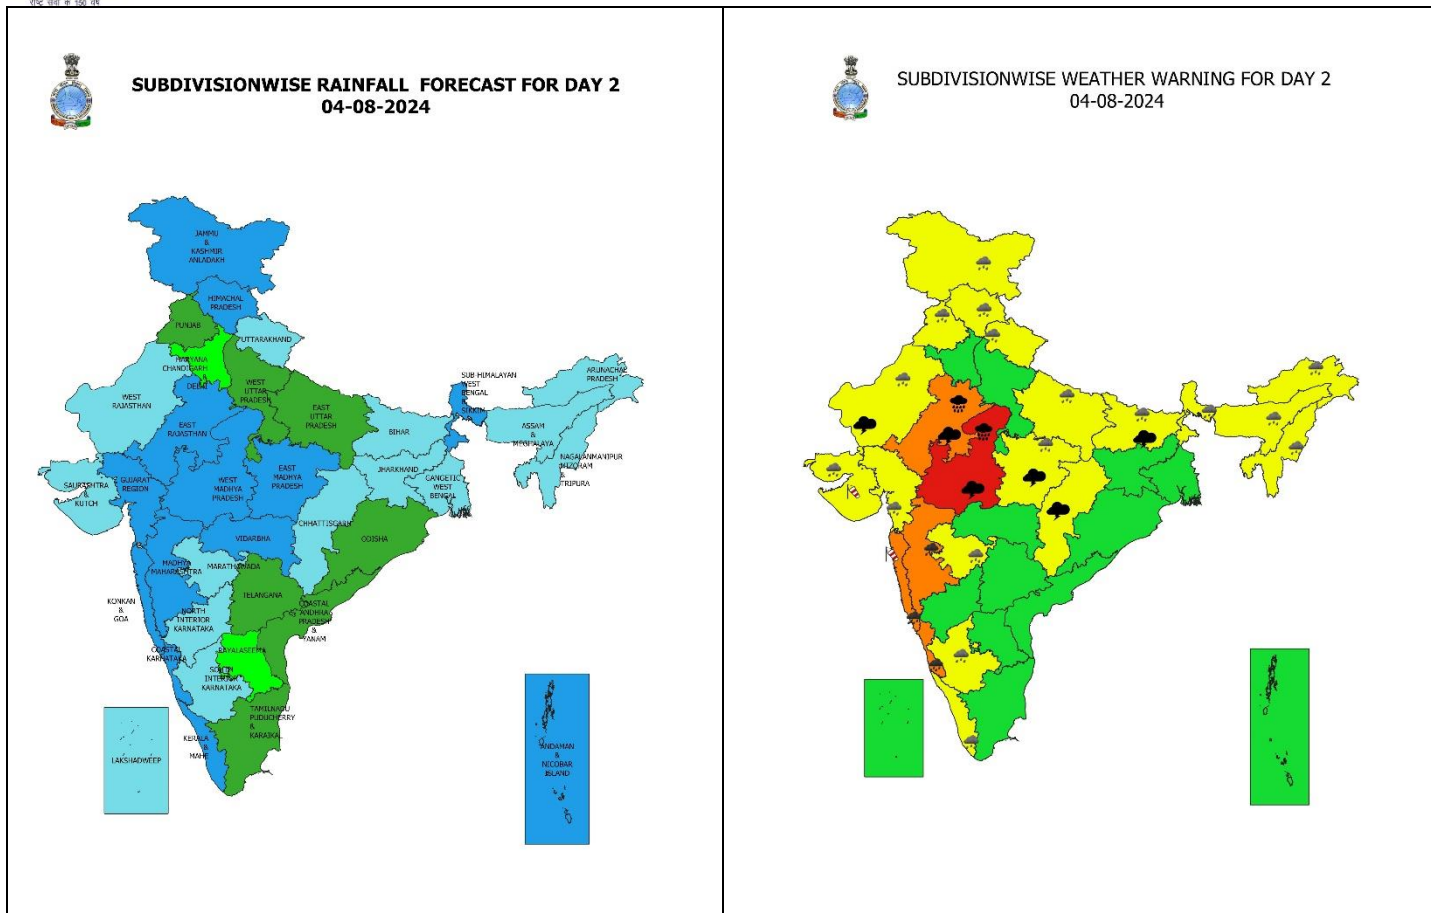 राष्ट्र सेवा के 150 वर्ष
SUBDIVISIONWISE RAINFALL FORECAST FOR DAY 2
04-08-2024
JAMMU
&
KASHMIR
ANLADAKH
HIMACHAL
PRADESH
PUNJAB
UTTARAKHAND
HARYANA
CHANDIGARH
&
DELHI
WEST
RAJASTHAN
WEST
UTTAR
PRADESH
EAST
UTTAR
PRADESH
SUB HIMALAYAN
WEST
BENGAL
&
SIKKIM
ARUNACHAL
PRADESH
ASSAM
&
MEGHALAYA
NAGALANMANIPUR
MIZORAM
&
TRIPURA
EAST
RAJASTHAN
BIHAR
JHARKHAND
GANGETIC
WEST
BENGAL
SAURASHTRA
&
KUTCH
GUJARAT
REGION
WEST
MADHYA
PRADESH
EAST
MADHYA
PRADESH
CHHATTISGARH
ODISHA
VIDARBHA
MADHYA
MAHARASHTRA
MARATHWADA
TELANGANA
KONKAN
&
GOA
NORTH
INTERIOR
KARNATAKA
COASTAL
ANDHRA
PRADESH
&
YANAM
COASTAL
KARNATAKA
RAYALASEEMA
SOUTH
INTERIOR
KARNATAKA
TAMILNADU
PUDUCHERRY
&
KARAIKAL
KERALA
&
MAHE
LAKSHADWEEP
ANDAMAN
&
NICOBAR
ISLAND
SUBDIVISIONWISE WEATHER WARNING FOR DAY 2
04-08-2024